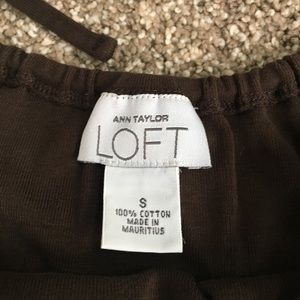 ANN TAYLOR
LOFT
S
100% COTTON
MADE IN
MAURITIUS